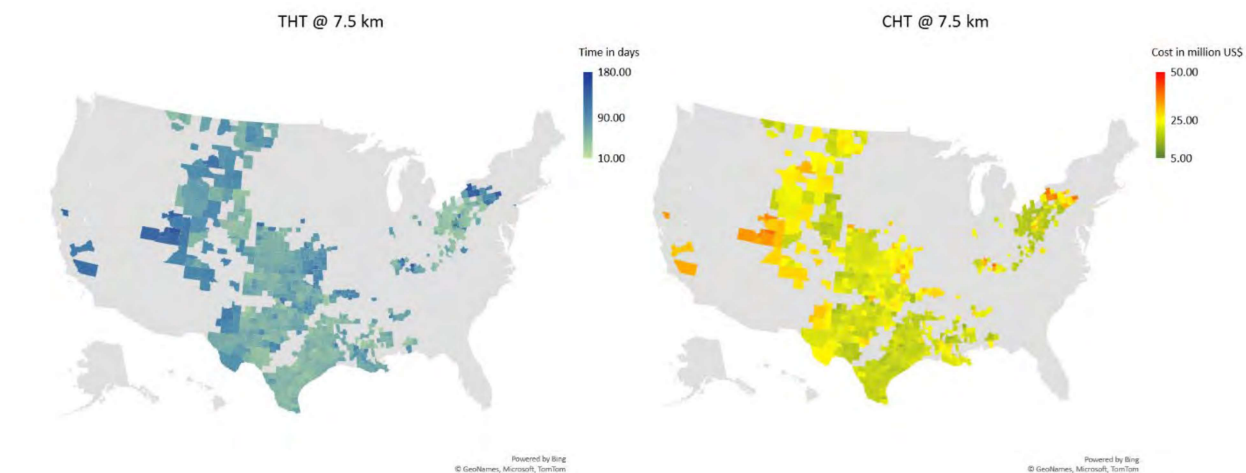 THT @ 7.5 km
Time in days
180.00
90.00
10.00
Powered by Bing
© GeoNames, Microsoft, TomTom
CHT @ 7.5 km
Cost in million US$
50.00
25.00
5.00
Powered by Bing
© GeoNames, Microsoft, TomTom